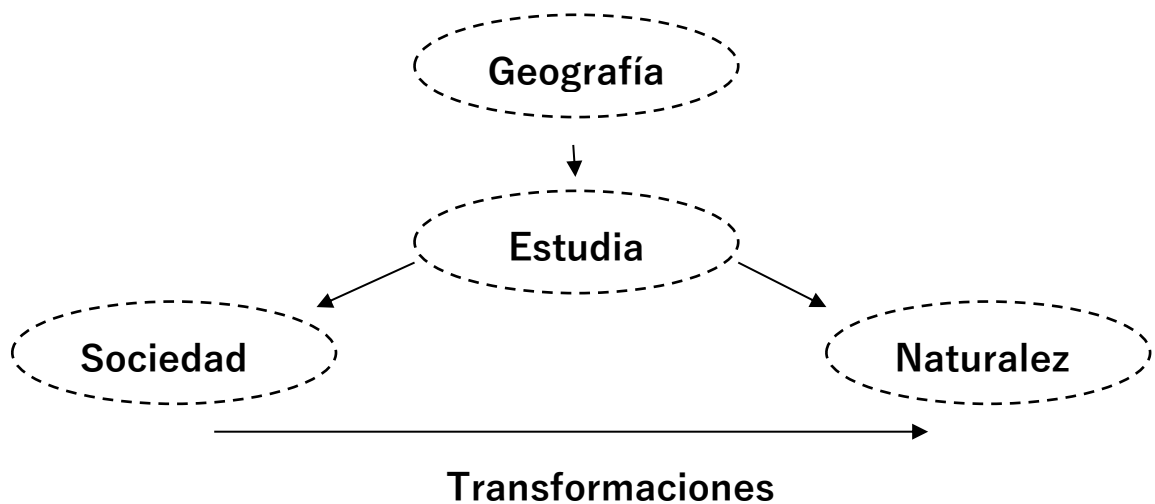 Geografía
Estudia
Sociedad
Naturalez
Transformaciones